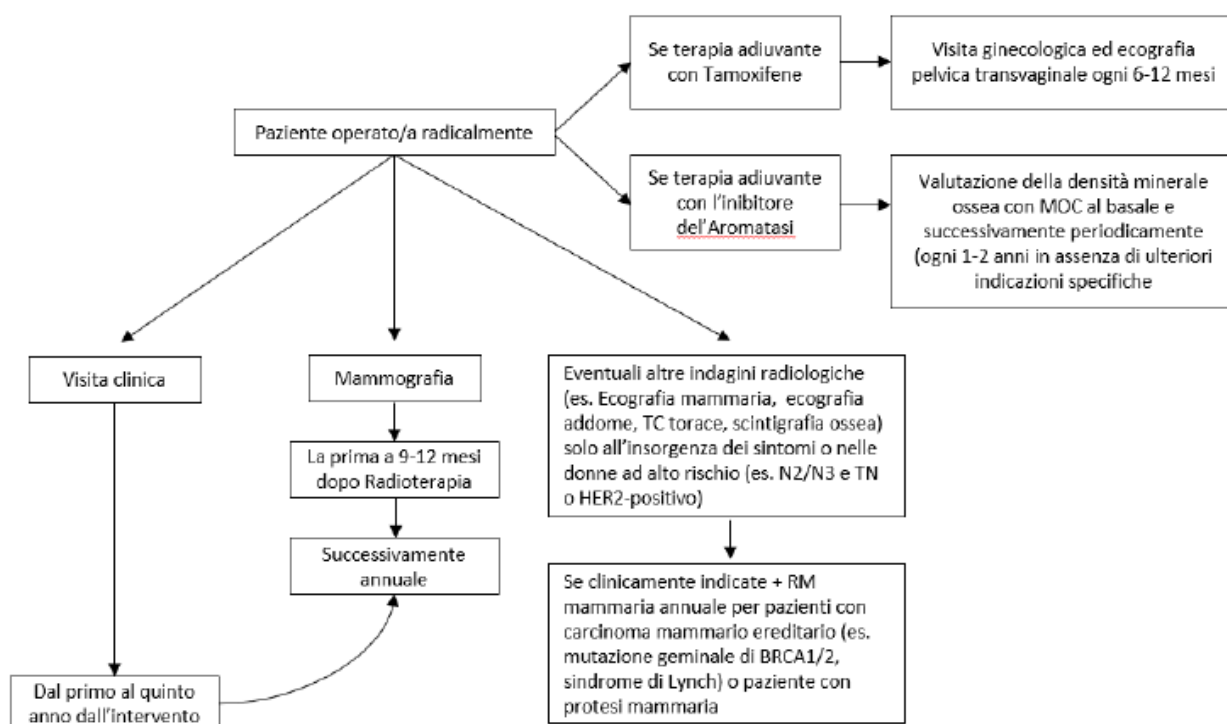 Se terapia adiuvante
con Tamoxifene
Visita ginecologica ed ecografia
pelvica transvaginale ogni 6-12 mesi
Paziente operato/a radicalmente
Se terapia adiuvante
con l'inibitore
del'Aromatasi
Valutazione della densità minerale
ossea con MOC al basale e
successivamente periodicamente
(ogni 1-2 anni in assenza di ulteriori
indicazioni specifiche
Visita clinica
Mammografia
La prima a 9-12 mesi
dopo Radioterapia
Successivamente
annuale
Dal primo al quinto
anno dall'intervento
Eventuali altre indagini radiologiche
(es. Ecografia mammaria, ecografia
addome, TC torace, scintigrafia ossea)
solo all'insorgenza dei sintomi o nelle
donne ad alto rischio (es. N2/N3 e TN
o HER2-positivo)
Se clinicamente indicate + RM
mammaria annuale per pazienti con
carcinoma mammario ereditario (es.
mutazione geminale di BRCA1/2,
sindrome di Lynch) o paziente con
protesi mammaria